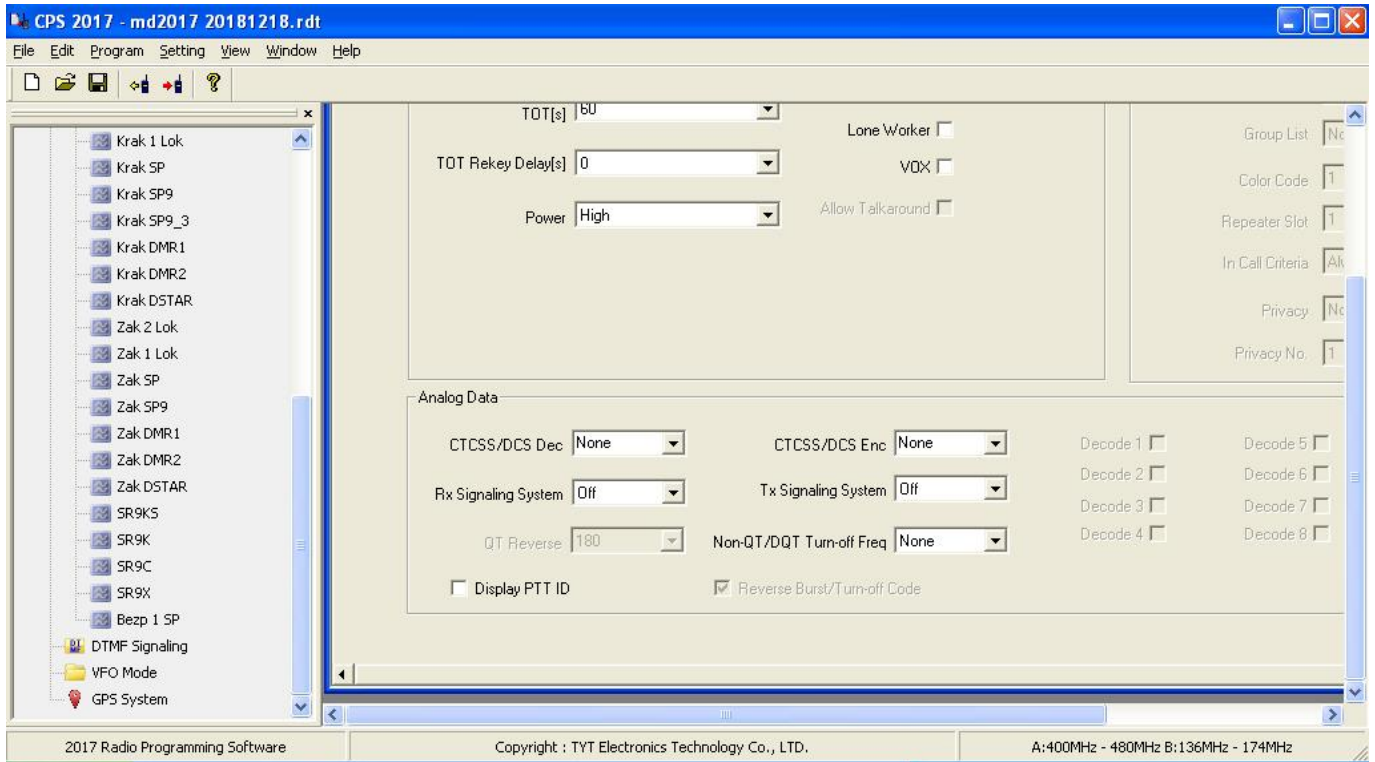 CPS 2017 - md2017 20181218.rdt
File Edit Program Setting View Window Help
Krak 1 Lok
Krak SP
Krak SP9
Krak SP9_3
Krak DMR1
Krak DMR2
Krak DSTAR
Zak 2 Lok
Zak 1 Lok
Zak SP
Zak SP9
Zak DMR1
Zak DMR2
Zak DSTAR
SR9KS
SR9K
SR9C
SR9X
Bezp 1 SP
DTMF Signaling
VFO Mode
GPS System
TOT[s] 60
TOT Rekey Delay[s] 0
Power High
Lone Worker
VOX
Allow Talkaround
Group List
Color Code 1
Repeater Slot 1
In Call Criteria
Privacy
Privacy No. 1
Analog Data
CTCSS/DCS Dec None CTCSS/DCS Enc None Decode 1 Decode 5
Rx Signaling System Off Tx Signaling System Off Decode 2 Decode 6
Decode 3 Decode 7
QT Reverse 180 Non-QT/DQT Turn-off Freq None Decode 4 Decode 8
Display PTT ID Reverse Burst/Turn-off Code
2017 Radio Programming Software Copyright : TYT Electronics Technology Co., LTD. A:400MHz - 480MHz B:136MHz - 174MHz